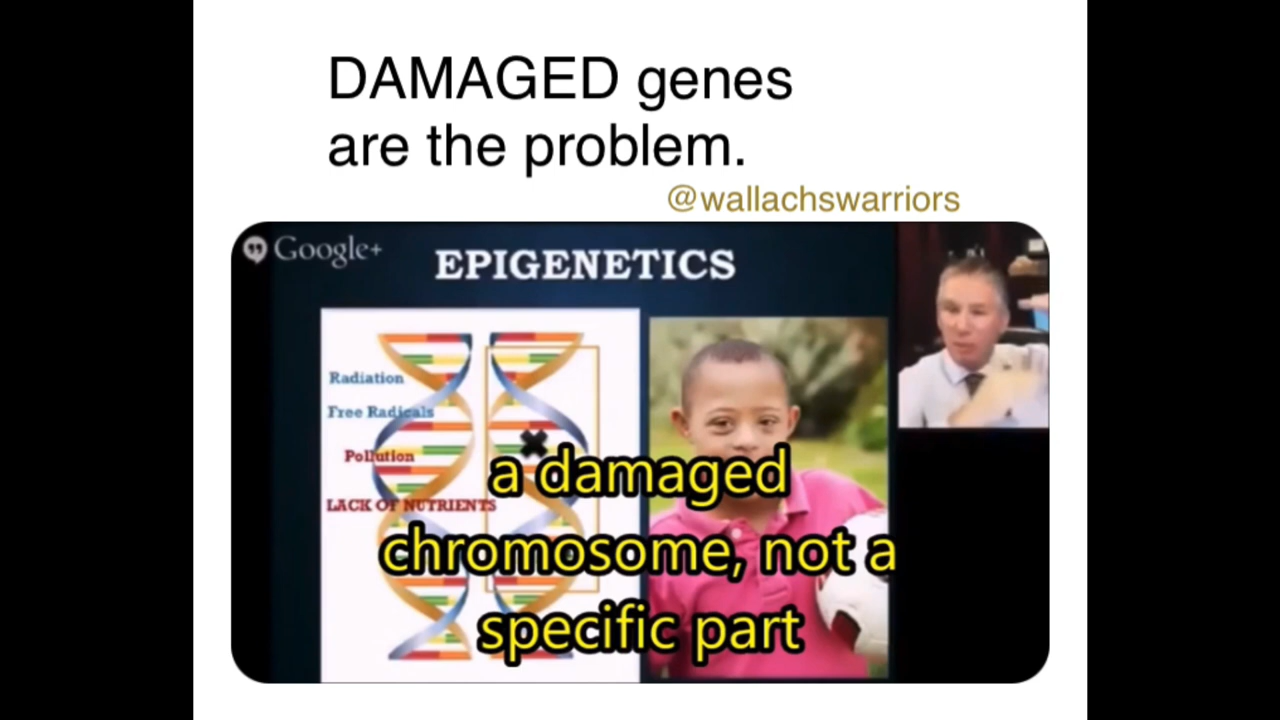 DAMAGED genes
are the problem.
@wallachswarriors
Google+
EPIGENETICS
Radiation
Free Radicals
Pollution
LACK OF NUTRIENTS
a damaged
chromosome, not a
specific part